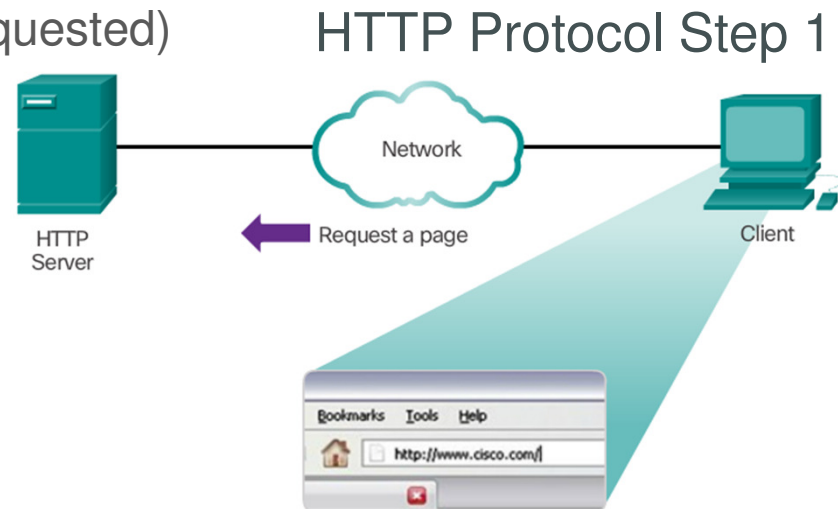 quested)
HTTP Protocol Step 1
Network
HTTP
Server
Request a page
Client
Bookmarks Tools Help
http://www.cisco.com/